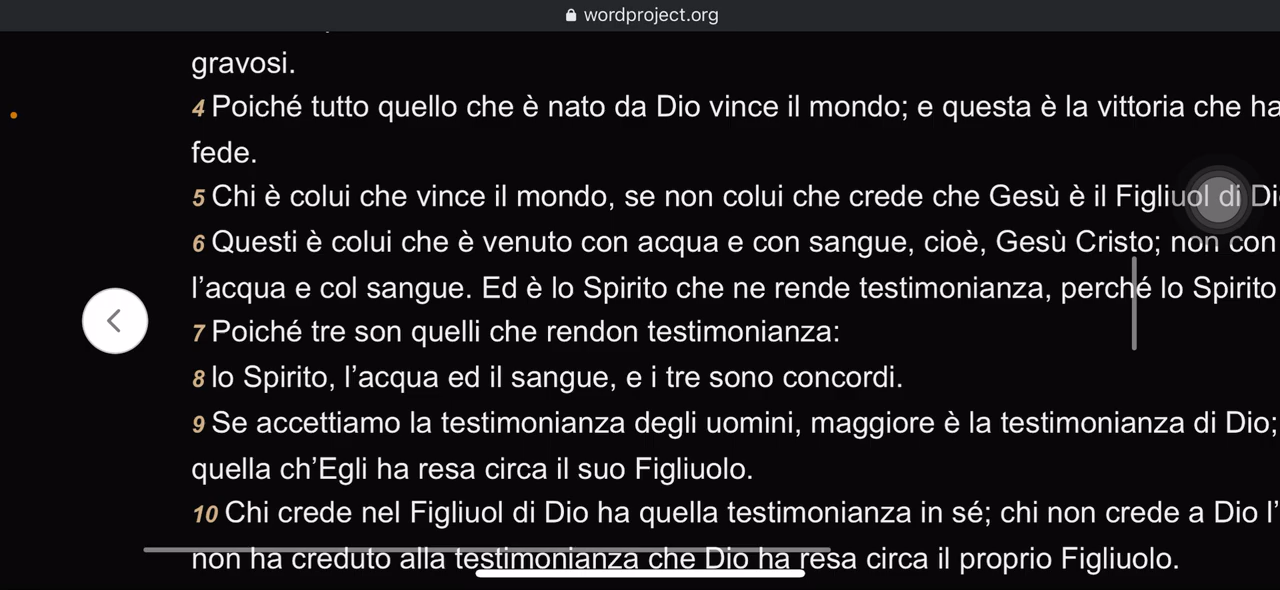 wordproject.org
gravosi.
4 Poiché tutto quello che è nato da Dio vince il mondo; e questa è la vittoria che ha
fede.
5 Chi è colui che vince il mondo, se non colui che crede che Gesù è il Figliuol di Di
6 Questi è colui che è venuto con acqua e con sangue, cioè, Gesù Cristo; non con
l’acqua e col sangue. Ed è lo Spirito che ne rende testimonianza, perché lo Spirito
7 Poiché tre son quelli che rendon testimonianza:
8 lo Spirito, l’acqua ed il sangue, e i tre sono concordi.
9 Se accettiamo la testimonianza degli uomini, maggiore è la testimonianza di Dio;
quella ch’Egli ha resa circa il suo Figliuolo.
10 Chi crede nel Figliuol di Dio ha quella testimonianza in sé; chi non crede a Dio l’
non ha creduto alla testimonianza che Dio ha resa circa il proprio Figliuolo.